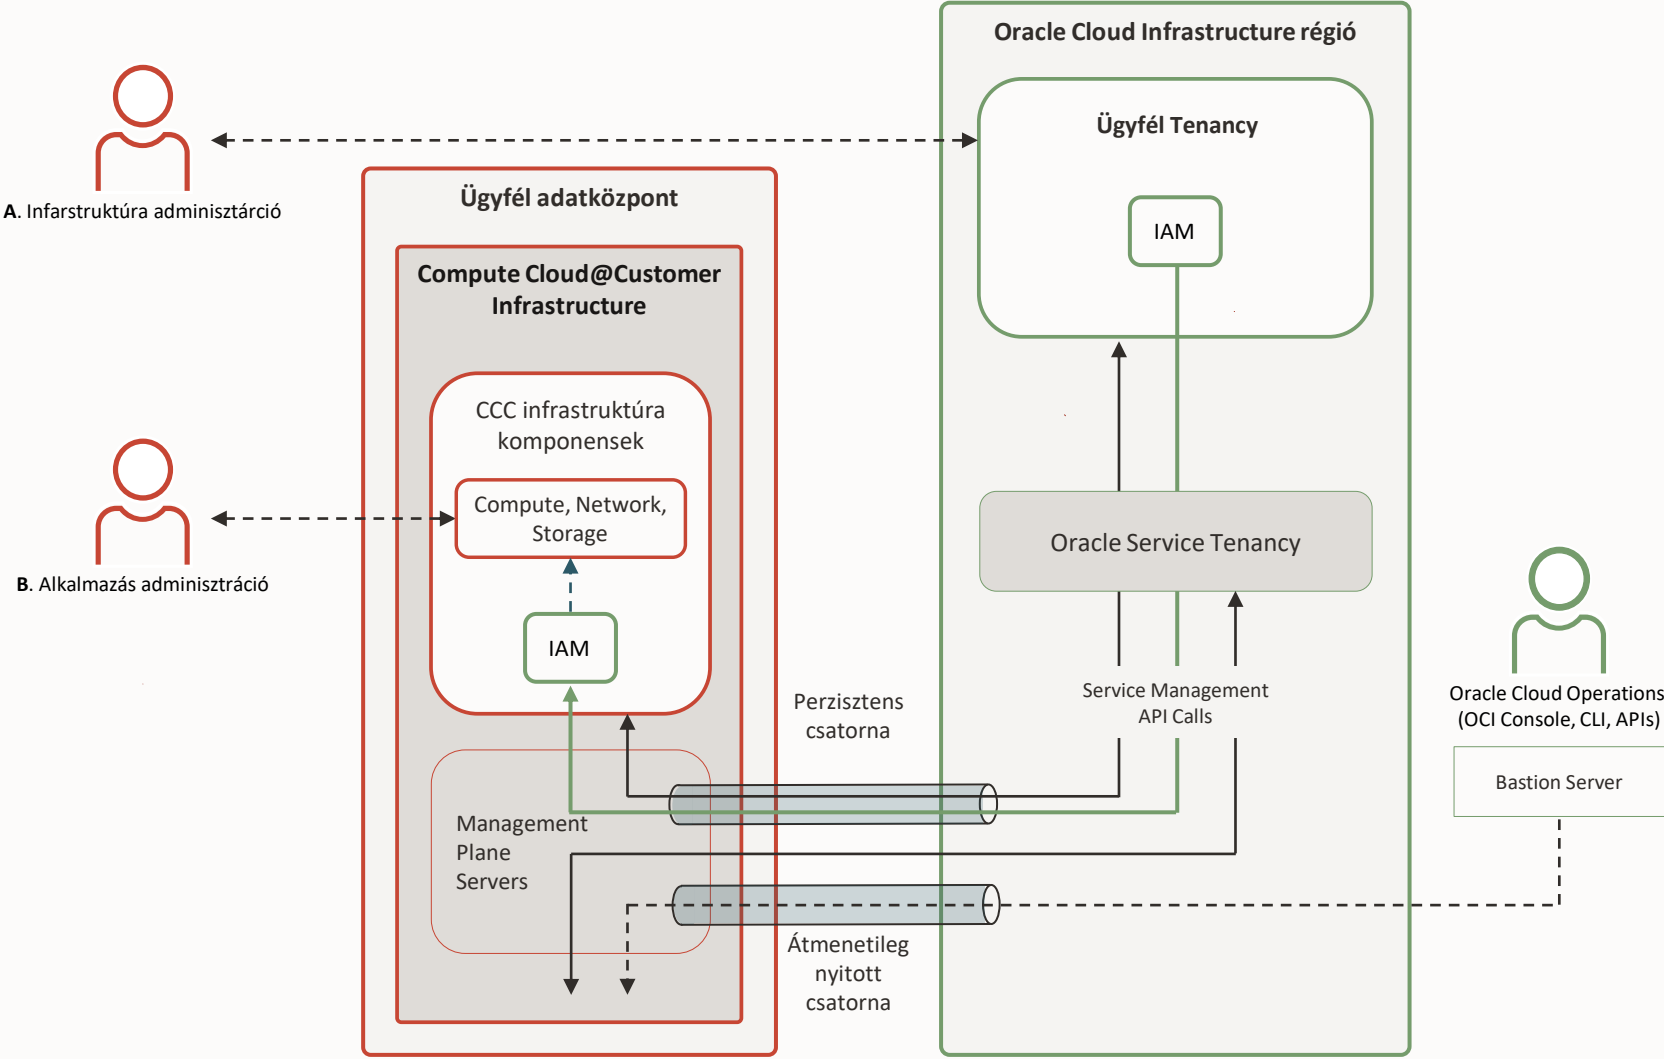 Oracle Cloud Infrastructure régió
Ügyfél Tenancy
IAM
A. Infarstruktúra adminisztárció
Ügyfél adatközpont
Compute Cloud@Customer
Infrastructure
CCC infrastruktúra
komponensek
Compute, Network,
Storage
IAM
B. Alkalmazás adminisztráció
Oracle Service Tenancy
Service Management
API Calls
Oracle Cloud Operations
(OCI Console, CLI, APIs)
Bastion Server
Perzisztens
csatorna
Management
Plane
Servers
Átmenetileg
nyitott
csatorna